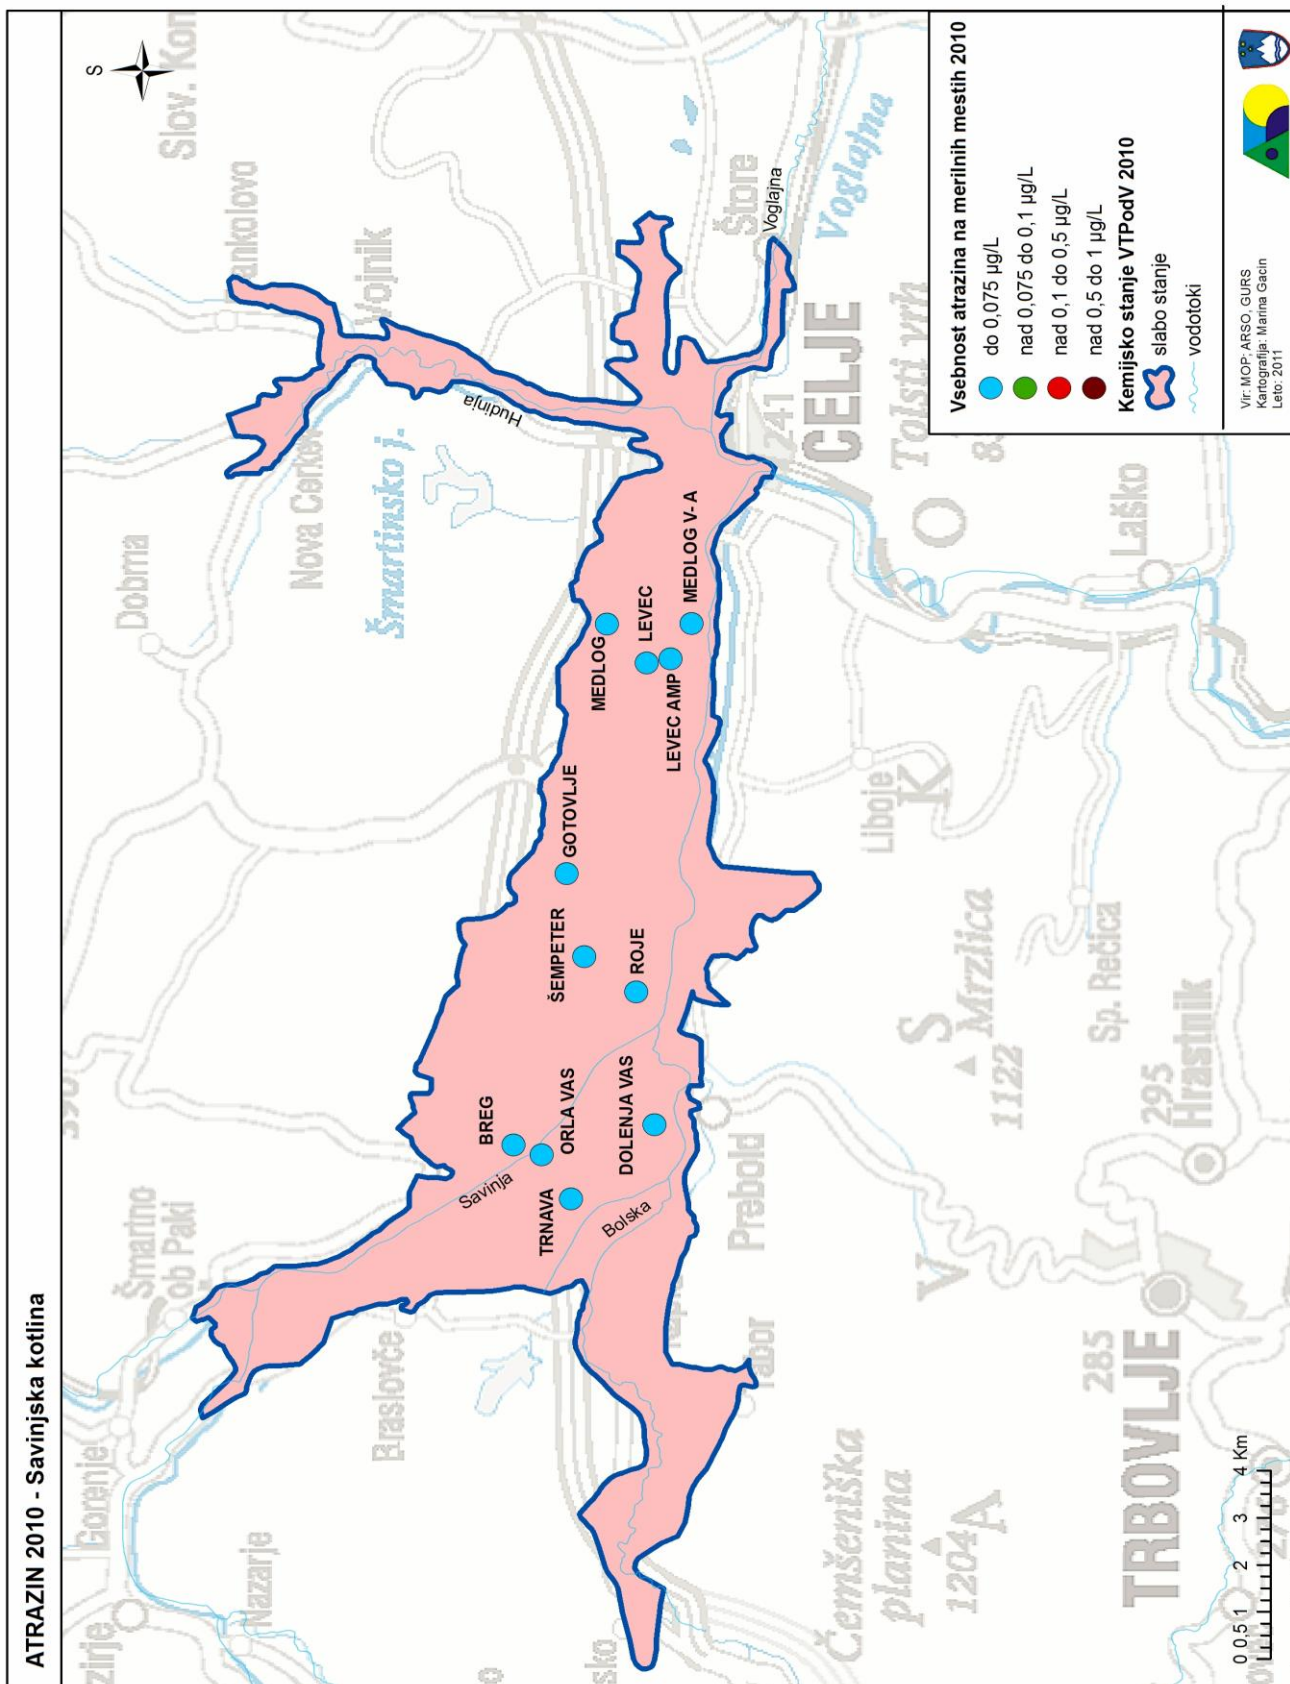 ATRAZIN 2010 - Savinjska kotlina
S
Slov. Kon
ankolovo
Vojnik
Dobrna
Nova Cerkev
Šmartinsko j.
Hudinja
Šmartno
ob Paki
Gorenje
zirje
Nazarje
Braslovče
Savinja
Bolska
BREG
ORLA VAS
TRNAVA
DOLENJA VAS
ŠEMPETER
ROJE
GOTOVLJE
MEDLOG
LEVEC
LEVEC AMP
MEDLOG V- A
Štore
Voglajna
Voglajna
CELJE
241
Tolsti vrh
8
O
Laško
Liboje
K
S
Mrzlica
1122
Sp. Rečica
295
Hrastnik
Prebold
V
abor
sko
Čemšeniška
planina
1204
A
285
TRBOVLJE
0 0,5 1 2 3 4 Km
Vsebnost atrazina na merilnih mestih 2010
do 0,075 µg/L
nad 0,075 do 0,1 µg/L
nad 0,1 do 0,5 µg/L
nad 0,5 do 1 µg/L
Kemijsko stanje VTPodV 2010
slabo stanje
vodotoki
Vir: MOP, ARSO, GURS
Kartografija: Marina Gacin
Leto: 2011